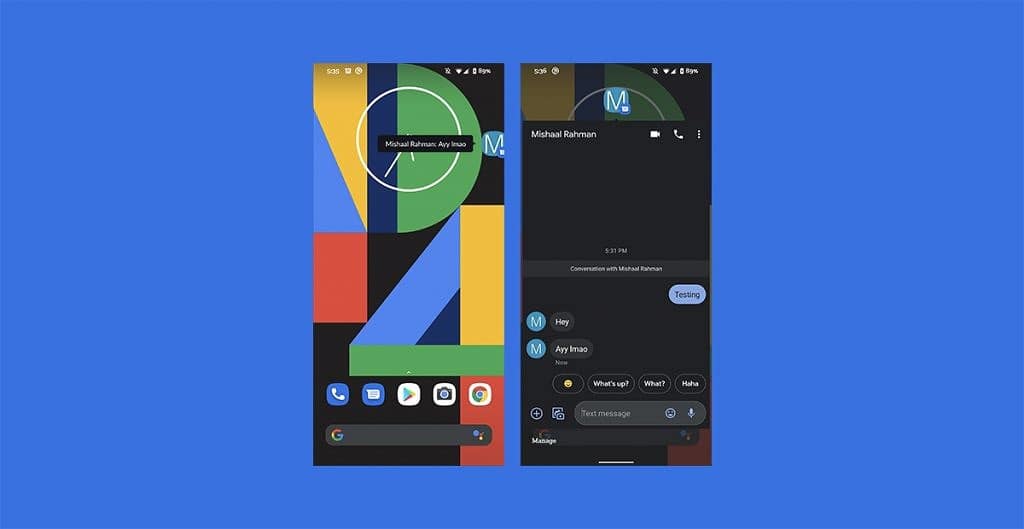 5:35
89%
Mishaal Rahman: Ayy lmao
M
G
5:36
89%
M
Mishaal Rahman
5:31 PM
Conversation with Mishaal Rahman
Testing
M
Hey
M
Ayy lmao
Now
What's up?
What?
Haha
Text message
G
Manage